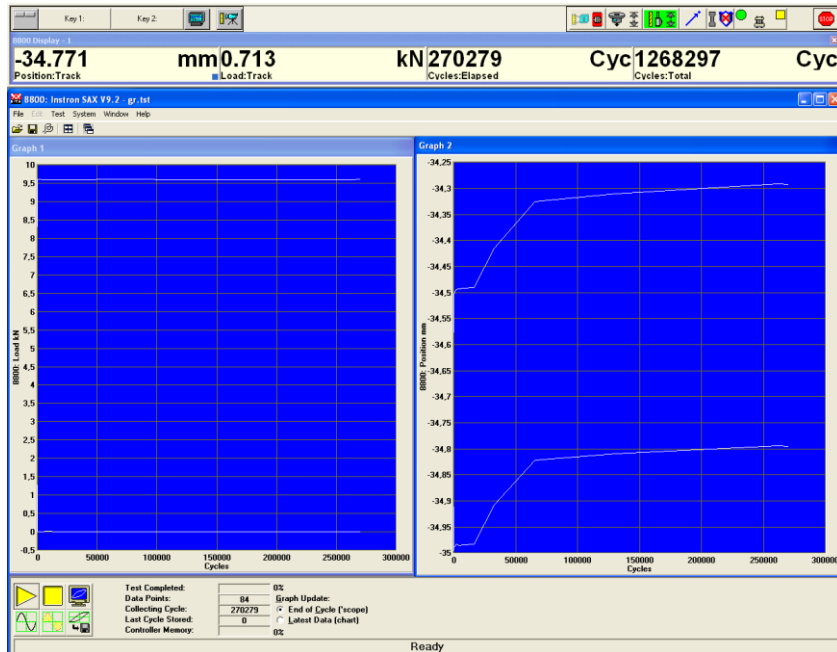 Key 1:
Key 2:
STOP
8800 Display - 1
-34.771 mm 0.713 kN 270279 Cyc 1268297 Cyc
Position:Track Load:Track Cycles:Elapsed Cycles:Total
8800: Instron SAX V9.2 - gr.tst
File Edit Test System Window Help
Graph 1
10
9,5
9
8,5
8
7,5
7
6,5
6
5,5
5
4,5
4
3,5
3
2,5
2
1,5
1
0,5
0
-0,5
8800: Load kN
0 50000 100000 150000 200000 250000 300000
Cycles
Graph 2
-34,25
-34,3
-34,35
-34,4
-34,45
-34,5
-34,55
-34,6
-34,65
-34,7
-34,75
-34,8
-34,85
-34,9
-34,95
-35
8800: Position mm
0 50000 100000 150000 200000 250000 300000
Cycles
Test Completed: 0%
Data Points: 84 Graph Update:
Collecting Cycle: 270279 End of Cycle ('scope)
Last Cycle Stored: 0 Latest Data (chart)
Controller Memory: 0%
Ready